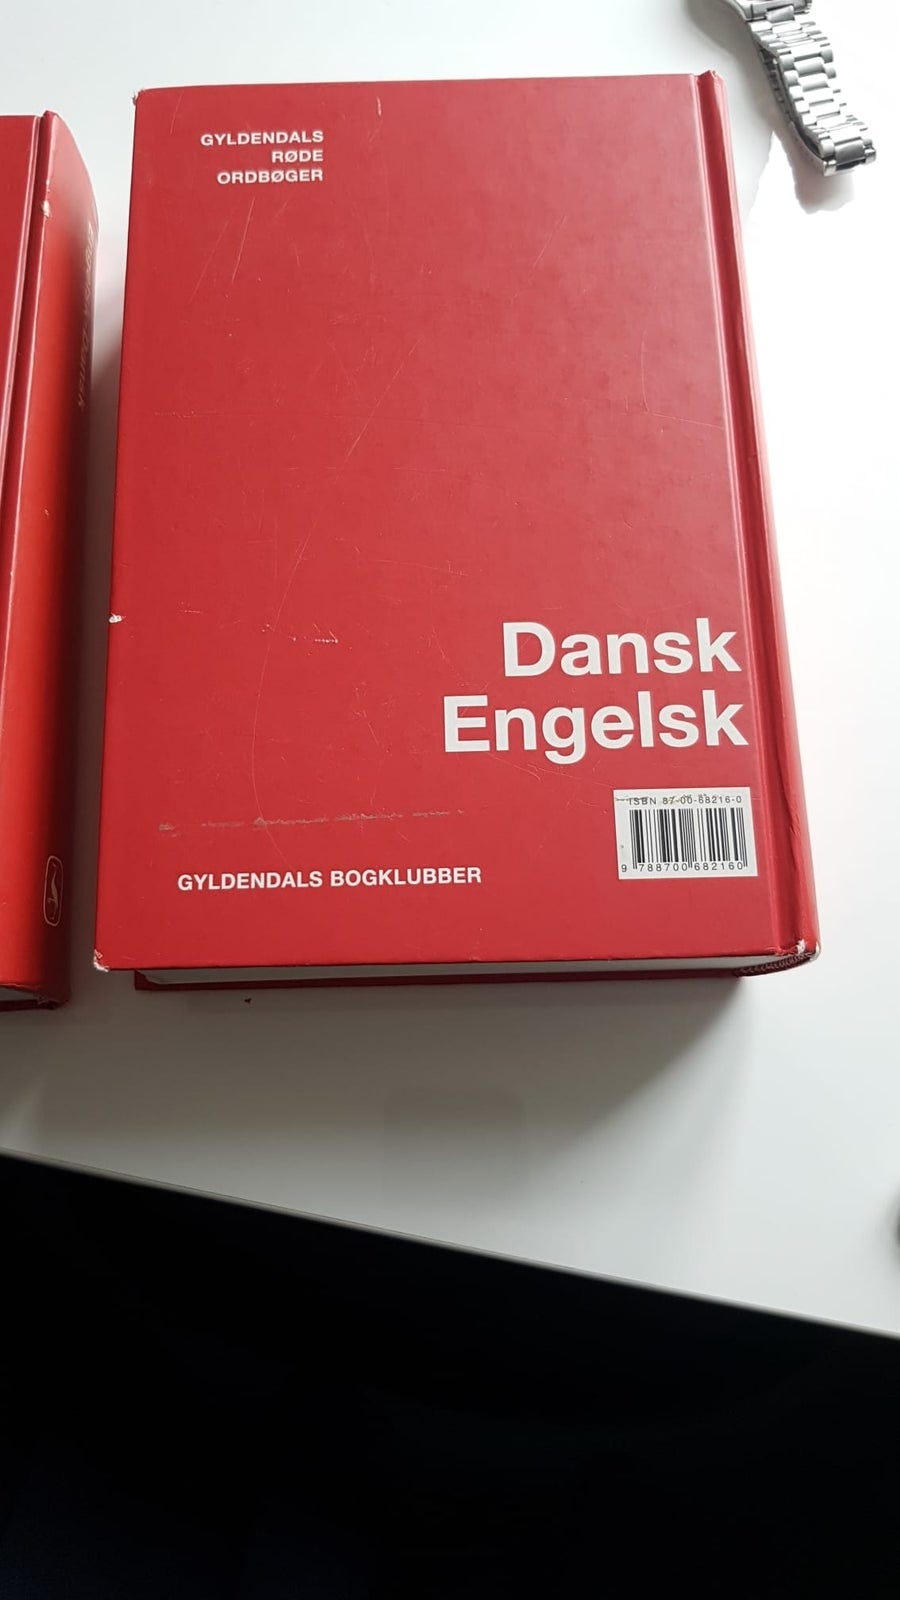 GYLDENDALS
RØDE
ORDBØGER
Dansk
Engelsk
ISBN 87-00-68216-0
9 788700 682160
GYLDENDALS BOGKLUBBER